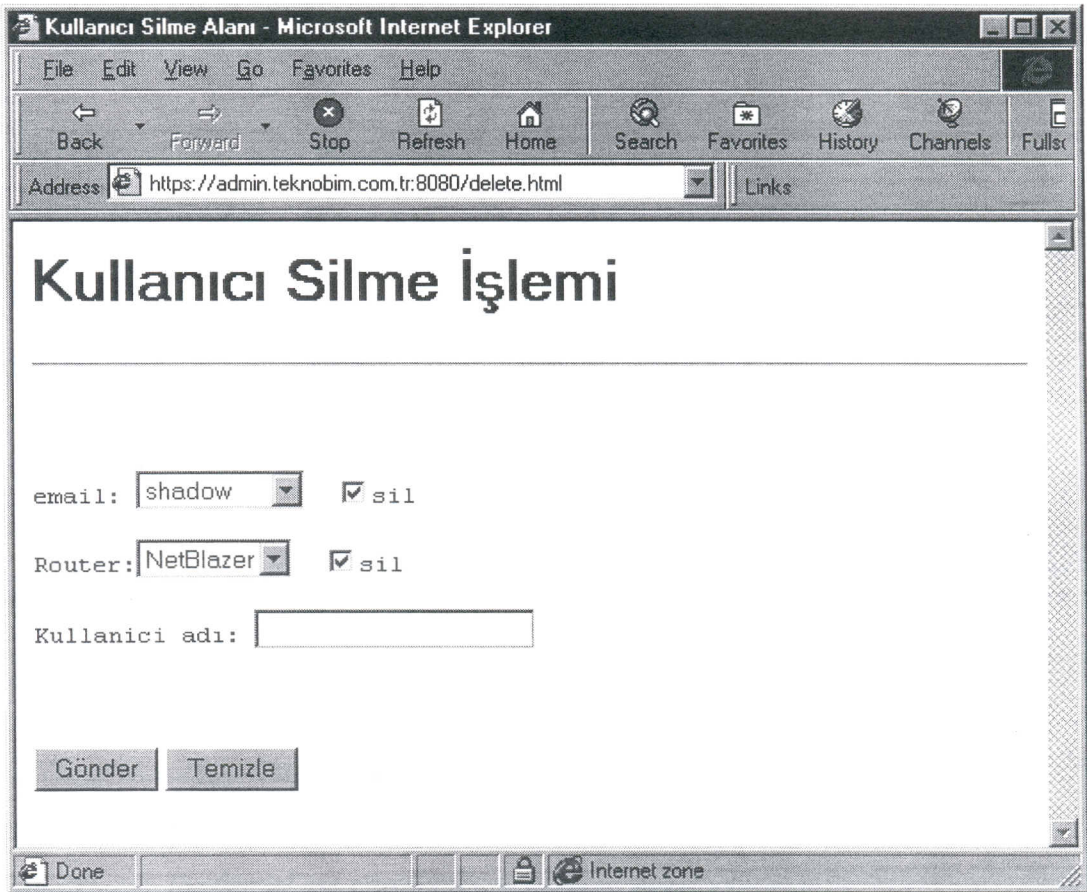 Kullanıcı Silme Alanı - Microsoft Internet Explorer
File Edit View Go Favorites Help
Back Forward Stop Refresh Home Search Favorites History Channels Fullsc
Address https://admin.teknobim.com.tr:8080/delete.html Links
Kullanıcı Silme İşlemi
email: shadow sil
Router: NetBlazer sil
Kullanici adı:
Gönder Temizle
Done Internet zone